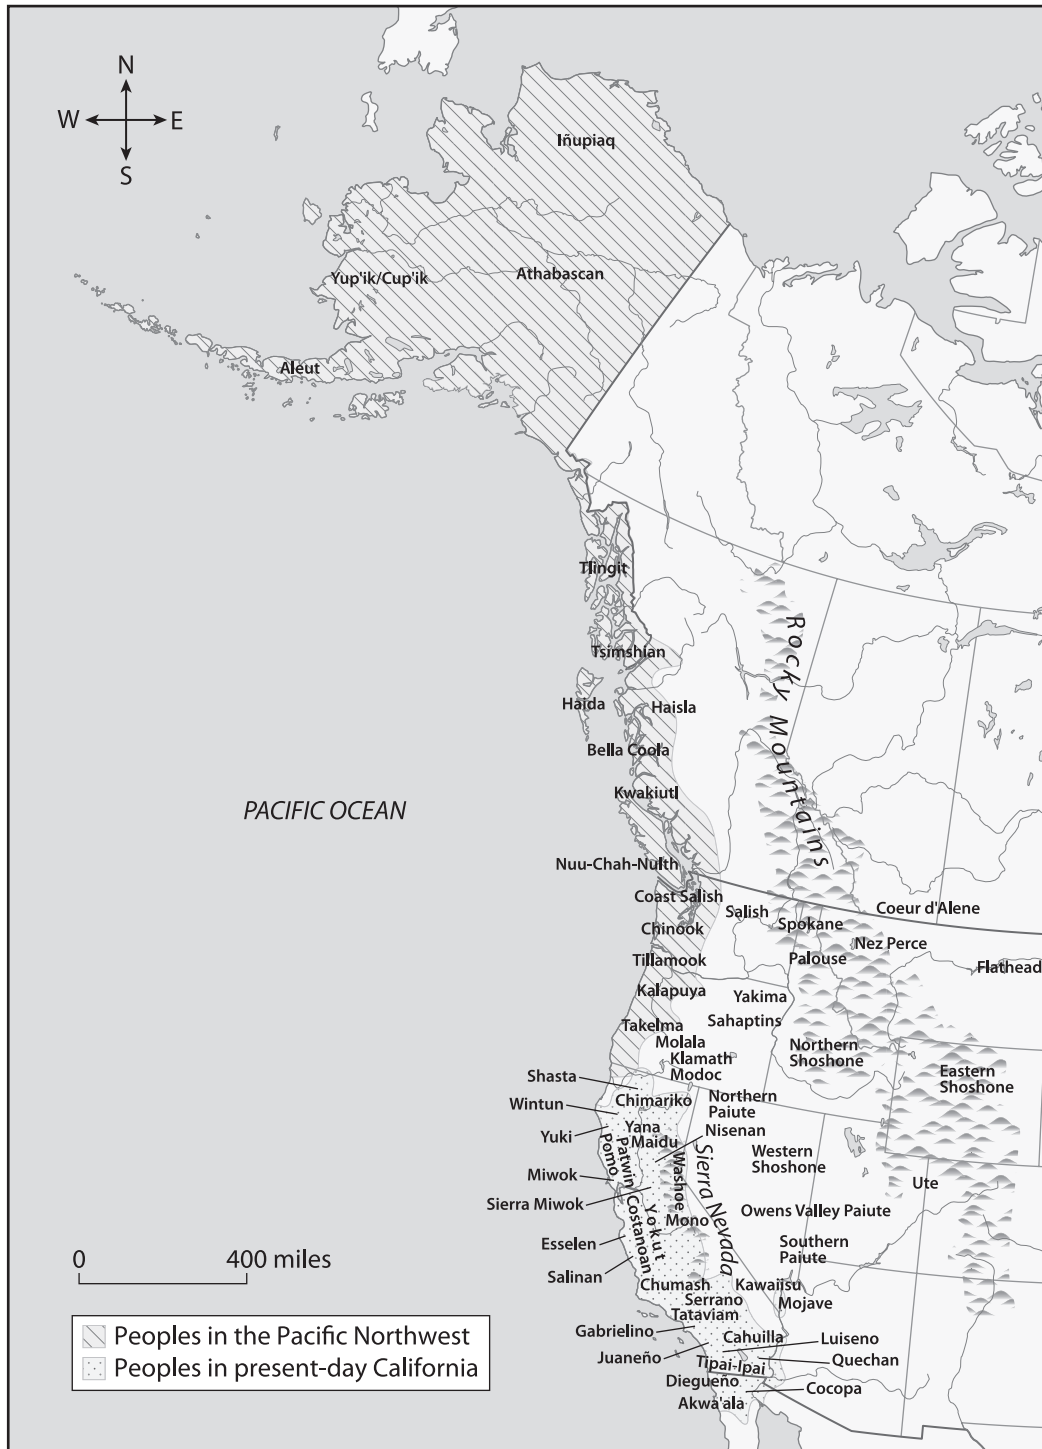 N
W E
S
Iñupiaq
Yup'ik/Cup'ik
Athabascan
Aleut
Tlingit
Tsimshian
Haida
Haisla
Bella Coola
Kwakiutl
Rocky Mountains
PACIFIC OCEAN
Nuu-Chah-Nulth
Coast Salish
Salish
Coeur d'Alene
Spokane
Chinook
Nez Perce
Palouse
Tillamook
Flathead
Kalapuya
Yakima
Takelma
Sahaptins
Molala
Klamath
Modoc
Northern
Shoshone
Eastern
Shoshone
Shasta
Chimariko
Northern
Paiute
Wintun
Yana
Maidu
Nisenan
Yuki
Pomo
Patwin
Washoe
Sierra Nevada
Western
Shoshone
Miwok
Ute
Sierra Miwok
Costanoan
Yokut
Mono
Owens Valley Paiute
Esselen
Southern
Paiute
Salinan
0 400 miles
Chumash
Kawaiisu
Serrano
Mojave
Tataviam
Gabrielino
Cahuilla
Luiseno
Juaneño
Tipai-Ipai
Quechan
Diegueño
Cocopa
Akwa'ala
Peoples in the Pacific Northwest
Peoples in present-day California